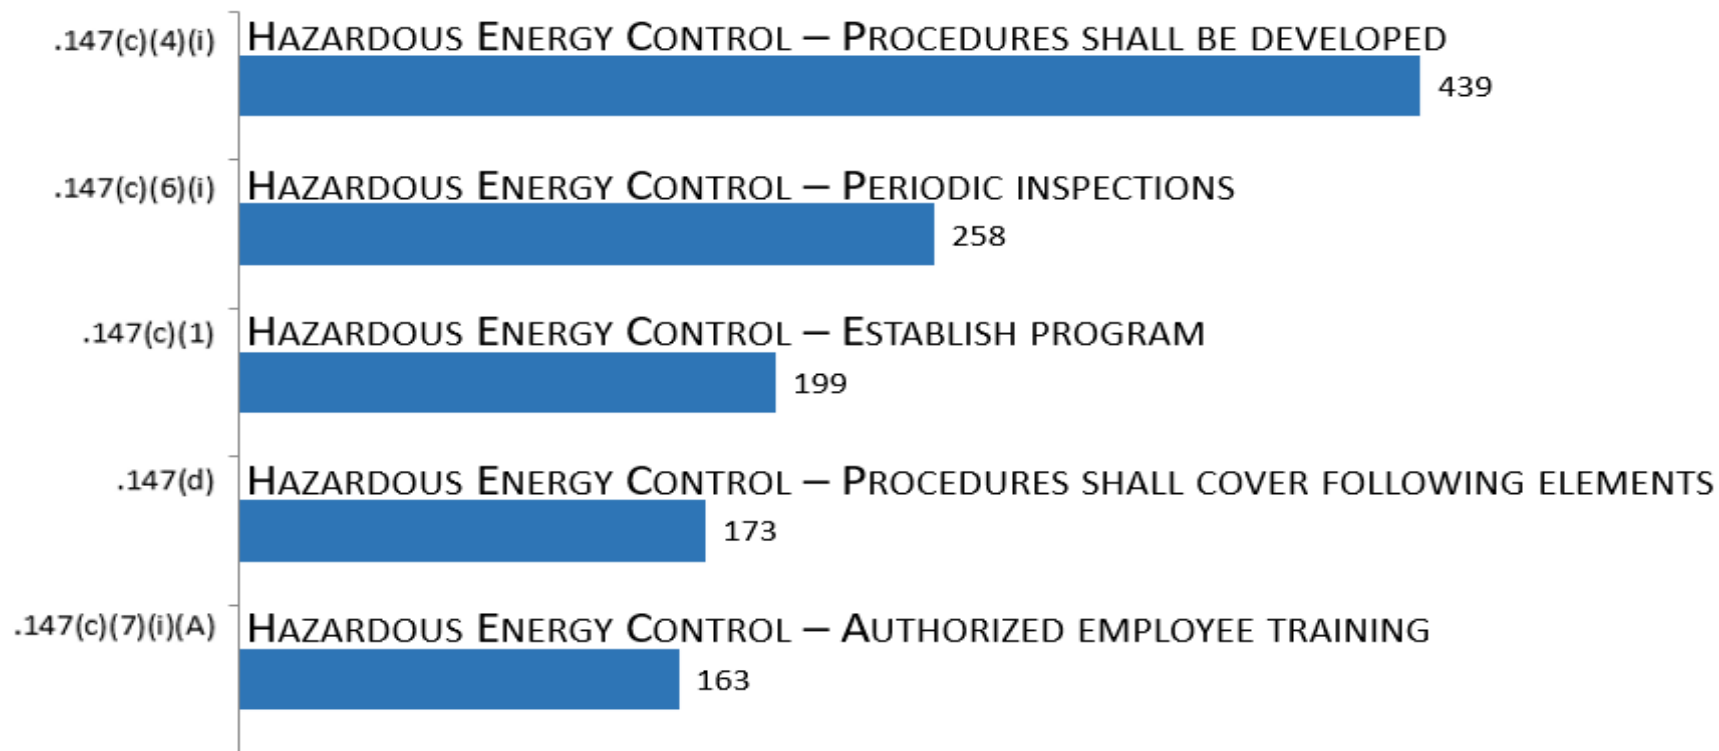 .147(c)(4)(i) HAZARDOUS ENERGY CONTROL – PROCEDURES SHALL BE DEVELOPED
439
.147(c)(6)(i) HAZARDOUS ENERGY CONTROL – PERIODIC INSPECTIONS
258
.147(c)(1) HAZARDOUS ENERGY CONTROL – ESTABLISH PROGRAM
199
.147(d) HAZARDOUS ENERGY CONTROL – PROCEDURES SHALL COVER FOLLOWING ELEMENTS
173
.147(c)(7)(i)(A) HAZARDOUS ENERGY CONTROL – AUTHORIZED EMPLOYEE TRAINING
163